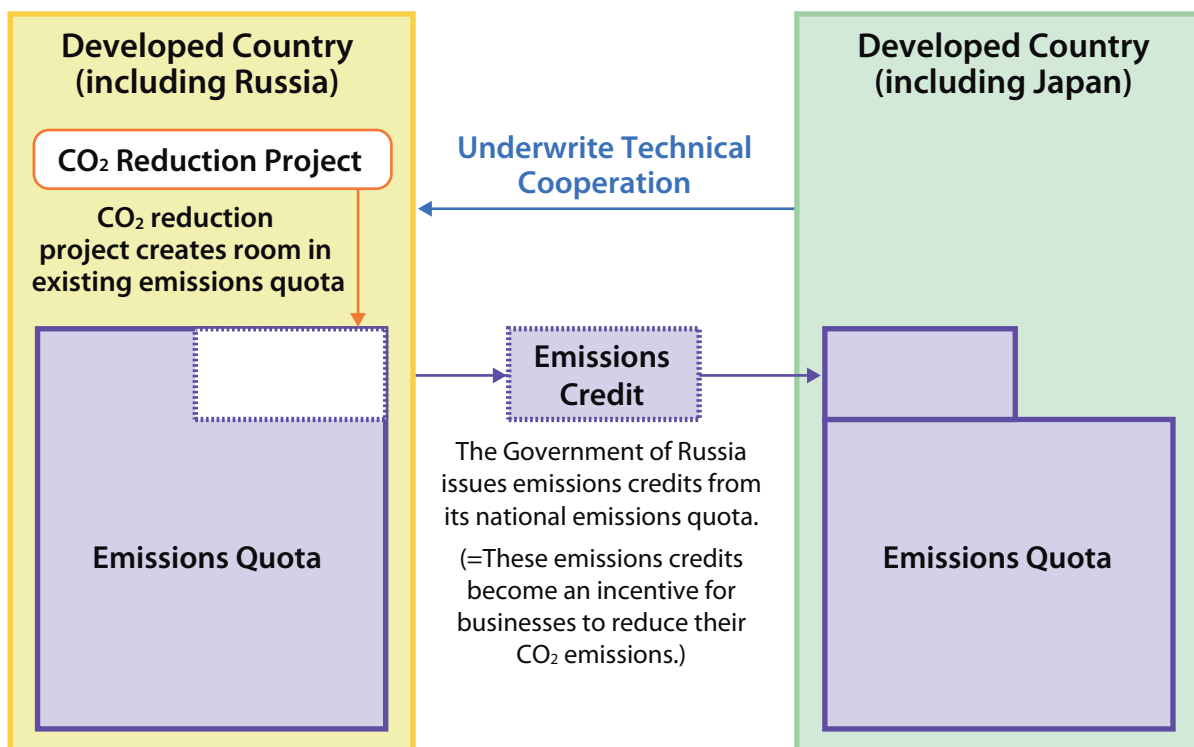 Developed Country
(including Russia)
CO₂ Reduction Project
CO₂ reduction
project creates room in
existing emissions quota
Emissions Quota
Underwrite Technical
Cooperation
Emissions
Credit
The Government of Russia
issues emissions credits from
its national emissions quota.
(=These emissions credits
become an incentive for
businesses to reduce their
CO₂ emissions.)
Developed Country
(including Japan)
Emissions Quota